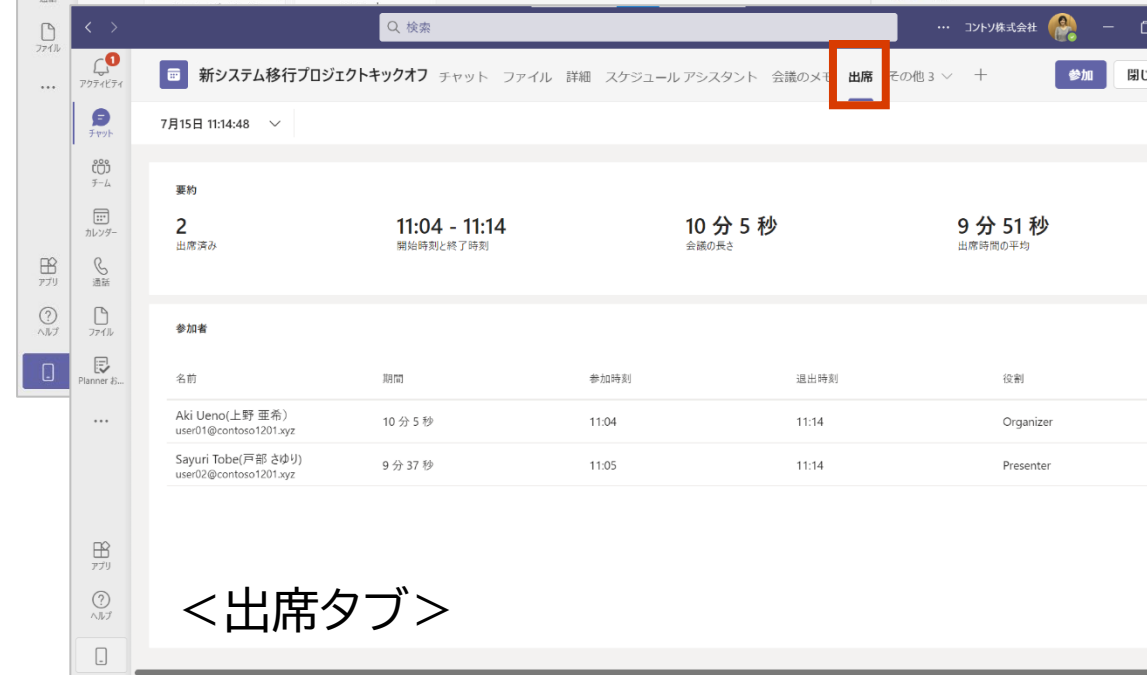 ファイル
検索
コントソ株式会社
1
アクティビティ
新システム移行プロジェクトキックオフ チャット ファイル 詳細 スケジュール アシスタント 会議のメモ 出席 その他 3 参加
チャット
7月15日 11:14:48
チーム
要約
カレンダー
2 11:04 - 11:14 10 分 5 秒 9 分 51 秒
出席済み 開始時刻と終了時刻 会議の長さ 出席時間の平均
アプリ
通話
ヘルプ
ファイル
参加者
Planner お...
名前 期間 参加時刻 退出時刻 役割
Aki Ueno(上野 亜希) 10 分 5 秒 11:04 11:14 Organizer
user01@contoso1201.xyz
Sayuri Tobe(戸部 さゆり) 9 分 37 秒 11:05 11:14 Presenter
user02@contoso1201.xyz
アプリ
ヘルプ
＜出席タブ＞